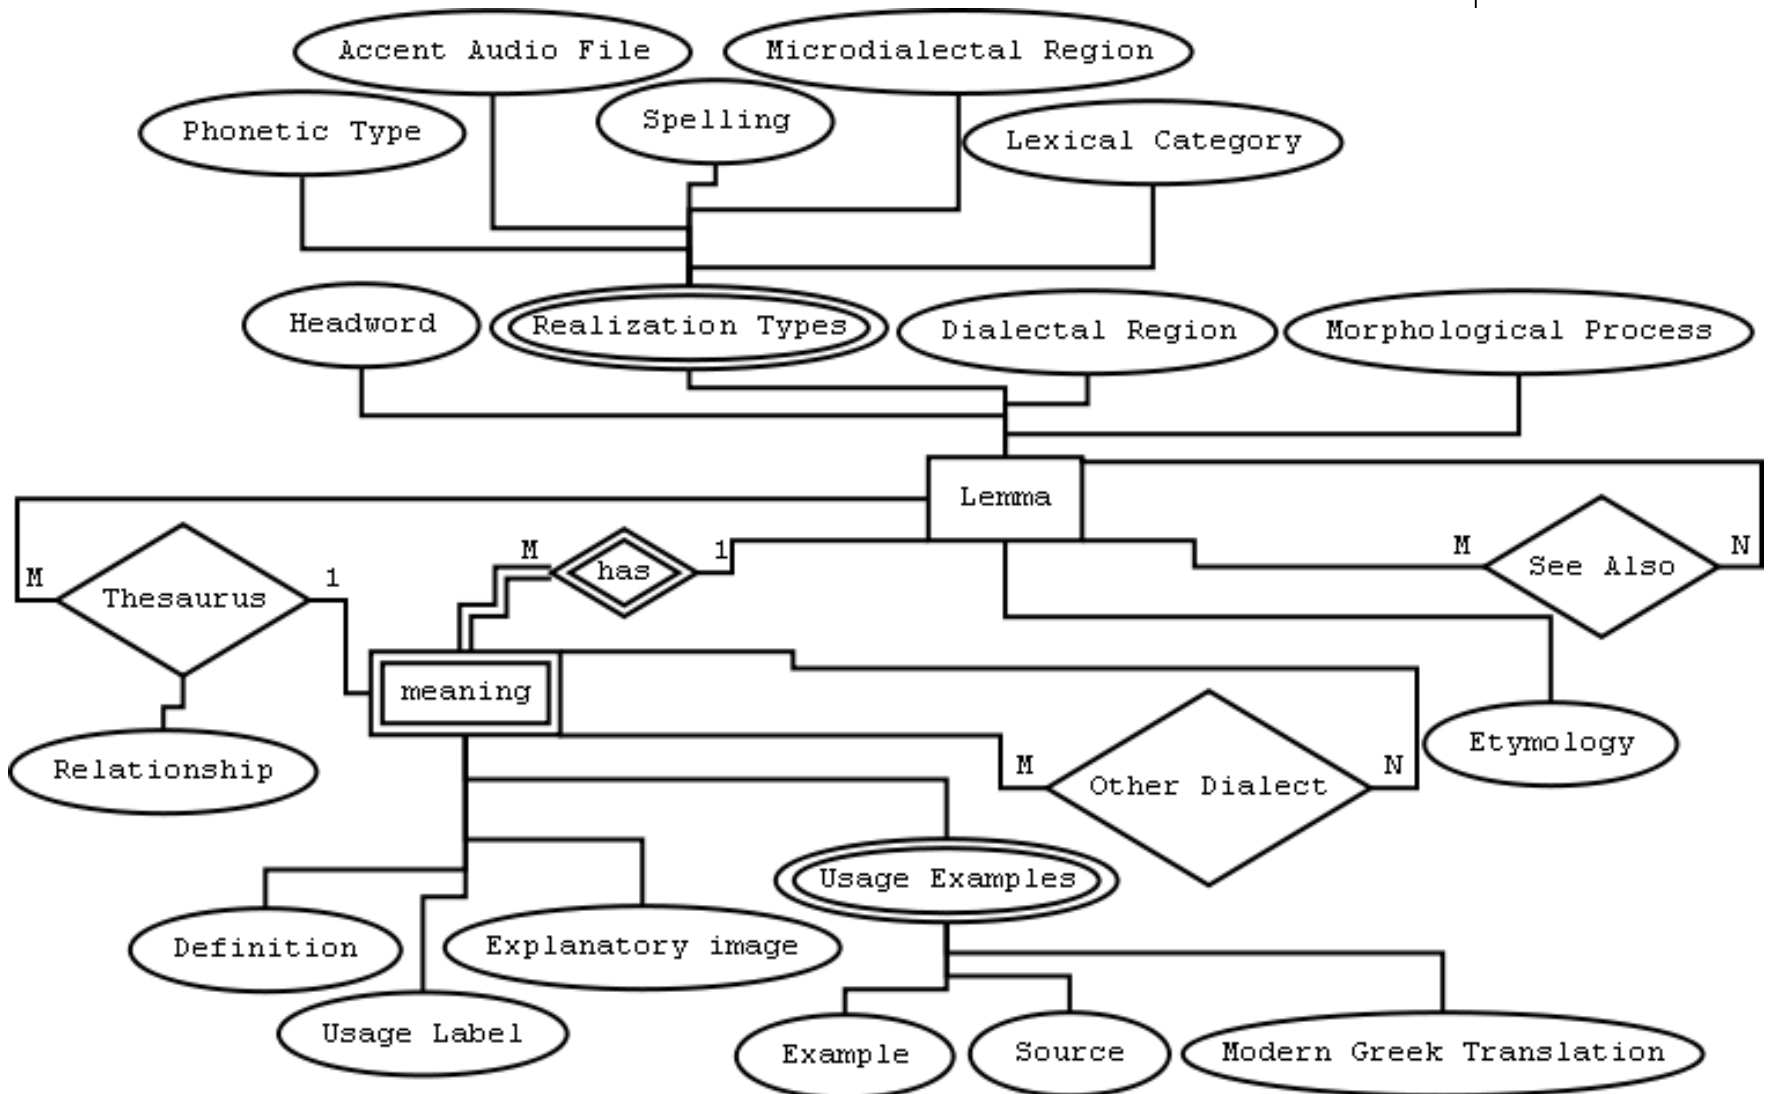 Accent Audio File
Microdialectal Region
Phonetic Type
Spelling
Lexical Category
Headword
Realization Types
Dialectal Region
Morphological Process
Lemma
M
Thesaurus
1
M
has
1
M
See Also
N
meaning
Relationship
M
Other Dialect
N
Etymology
Usage Examples
Definition
Explanatory image
Usage Label
Example
Source
Modern Greek Translation